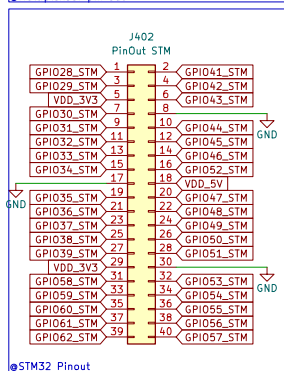 J402
PinOut STM
GPIO28_STM 1 2 GPIO41_STM
GPIO29_STM 3 4 GPIO42_STM
VDD_3V3 5 6 GPIO43_STM
GPIO30_STM 7 8 GND
GPIO31_STM 9 10 GPIO44_STM
GPIO32_STM 11 12 GPIO45_STM
GPIO33_STM 13 14 GPIO46_STM
GPIO34_STM 15 16 GPIO52_STM
GND 17 18 VDD_5V
GPIO35_STM 19 20 GPIO47_STM
GPIO36_STM 21 22 GPIO48_STM
GPIO37_STM 23 24 GPIO49_STM
GPIO38_STM 25 26 GPIO50_STM
GPIO39_STM 27 28 GPIO51_STM
VDD_3V3 29 30 GND
GPIO58_STM 31 32 GPIO53_STM
GPIO59_STM 33 34 GPIO54_STM
GPIO60_STM 35 36 GPIO55_STM
GPIO61_STM 37 38 GPIO56_STM
GPIO62_STM 39 40 GPIO57_STM
@STM32 Pinout